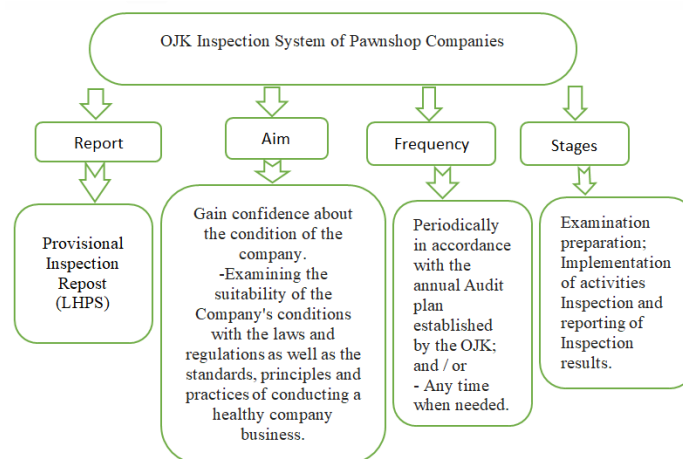 OJK Inspection System of Pawnshop Companies
Report
Aim
Frequency
Stages
Provisional
Inspection
Repost
(LHPS)
Gain confidence about
the condition of the
company.
-Examining the
suitability of the
Company's conditions
with the laws and
regulations as well as the
standards, principles and
practices of conducting a
healthy company
business.
Periodically
in accordance
with the
annual Audit
plan
established
by the OJK;
and / or
- Any time
when needed.
Examination
preparation;
Implementation
of activities
Inspection and
reporting of
Inspection
results.